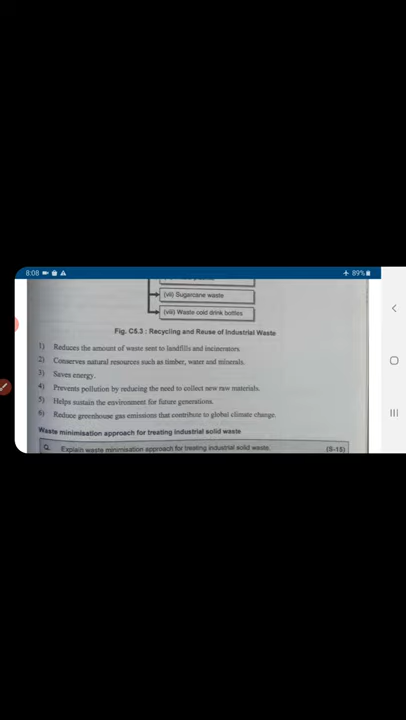 8:08
89%
(vii) Sugarcane waste
(viii) Waste cold drink bottles
Fig. C5.3 : Recycling and Reuse of Industrial Waste
1) Reduces the amount of waste sent to landfills and incinerators.
2) Conserves natural resources such as timber, water and minerals.
3) Saves energy.
4) Prevents pollution by reducing the need to collect new raw materials.
5) Helps sustain the environment for future generations.
6) Reduce greenhouse gas emissions that contribute to global climate change.
Waste minimisation approach for treating industrial solid waste
Q. Explain waste minimisation approach for treating industrial solid waste. (S-15)